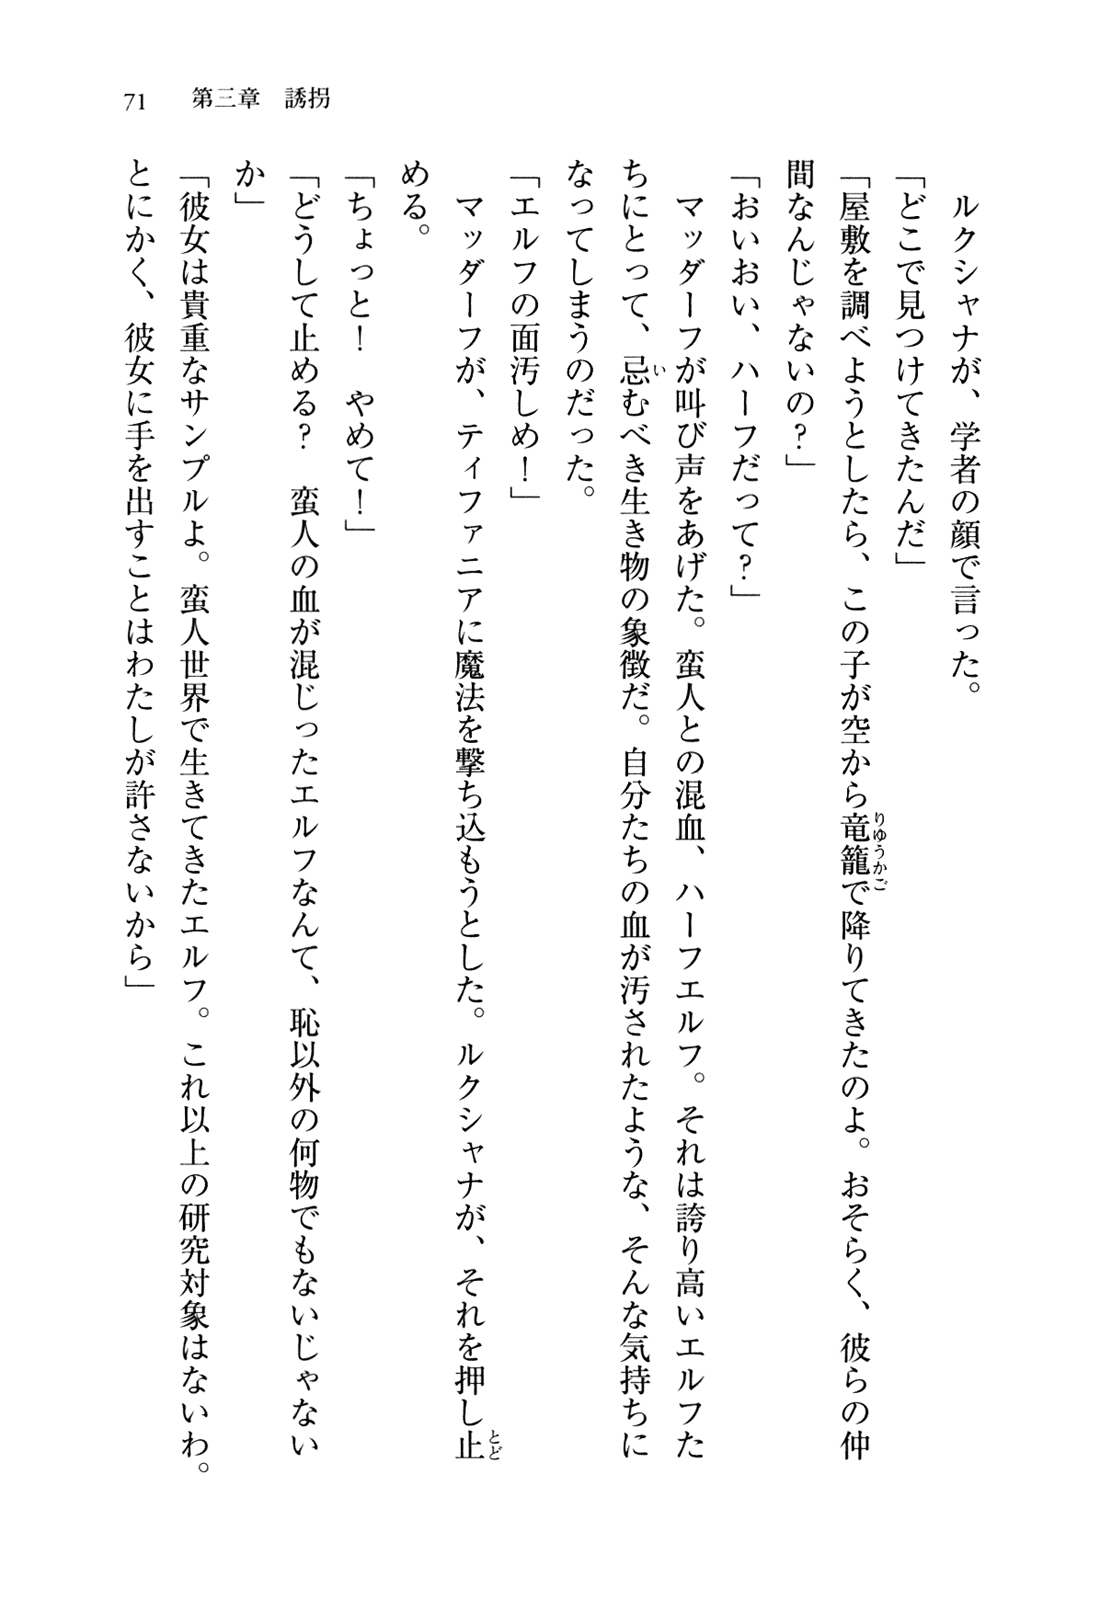 71　第三章　誘拐
　ルクシャナが、学者の顔で言った。
「どこで見つけてきたんだ」
「屋敷を調べようとしたら、この子が空から竜籠で降りてきたのよ。おそらく、彼らの仲
間なんじゃないの？」
「おいおい、ハーフだって？」
　マッダーフが叫び声をあげた。蛮人との混血、ハーフエルフ。それは誇り高いエルフた
ちにとって、忌むべき生き物の象徴だ。自分たちの血が汚されたような、そんな気持ちに
なってしまうのだった。
「エルフの面汚しめ！」
　マッダーフが、ティファニアに魔法を撃ち込もうとした。ルクシャナが、それを押し止
める。
「ちょっと！　やめて！」
「どうして止める？　蛮人の血が混じったエルフなんて、恥以外の何物でもないじゃない
か」
「彼女は貴重なサンプルよ。蛮人世界で生きてきたエルフ。これ以上の研究対象はないわ。
とにかく、彼女に手を出すことはわたしが許さないから」
りゆうかご
い
とど